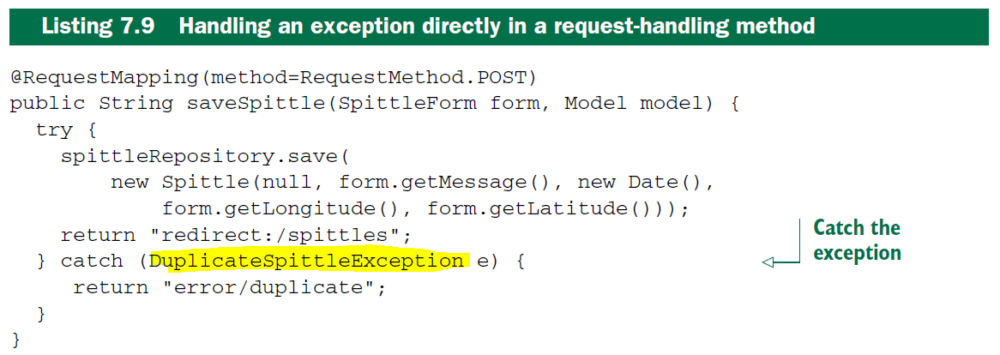 Listing 7.9 Handling an exception directly in a request-handling method
@RequestMapping(method=RequestMethod.POST)
public String saveSpittle(SpittleForm form, Model model) {
  try {
    spittleRepository.save(
        new Spittle(null, form.getMessage(), new Date(),
            form.getLongitude(), form.getLatitude()));
    return "redirect:/spittles";
  } catch (DuplicateSpittleException e) {
     return "error/duplicate";
  }
}
Catch the
exception